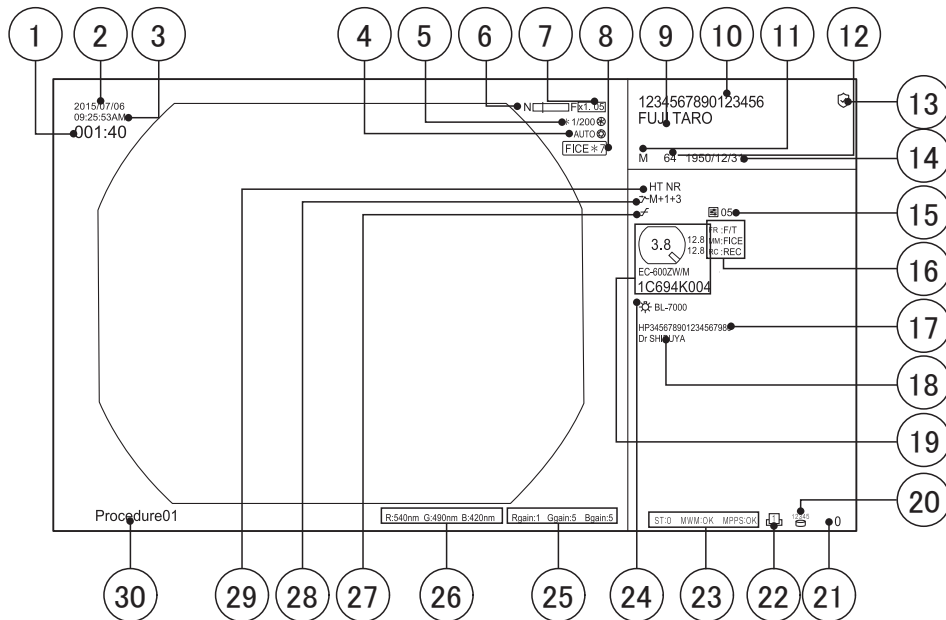 1 2 3 4 5 6 7 8 9 10 11 12
13 14 15 16 17 18 19 20
30 29 28 27 26 25 24 23 22 21
2015/07/06
09:25:53AM
001:40
N F x1.05
*1/200
AUTO
FICE*7
1234567890123456
FUJI TARO
M 64 1950/12/31
HT NR
M+1+3
05
3.8 12.8
12.8
FR :F/T
MM:FICE
RC :REC
EC-600ZW/M
1C694K004
BL-7000
Dr SHIBUYA
Procedure01
R:540nm G:490nm B:420nm
Rgain:1 Ggain:5 Bgain:5
ST:0 MWM:OK MPPS:OK
1
12345
0